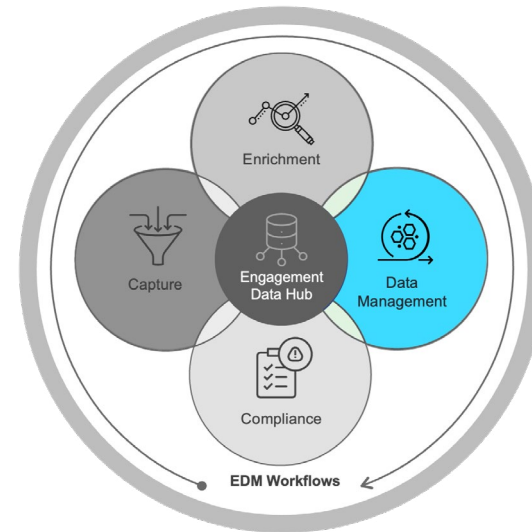 Enrichment
Capture
Engagement
Data Hub
Data
Management
Compliance
EDM Workflows